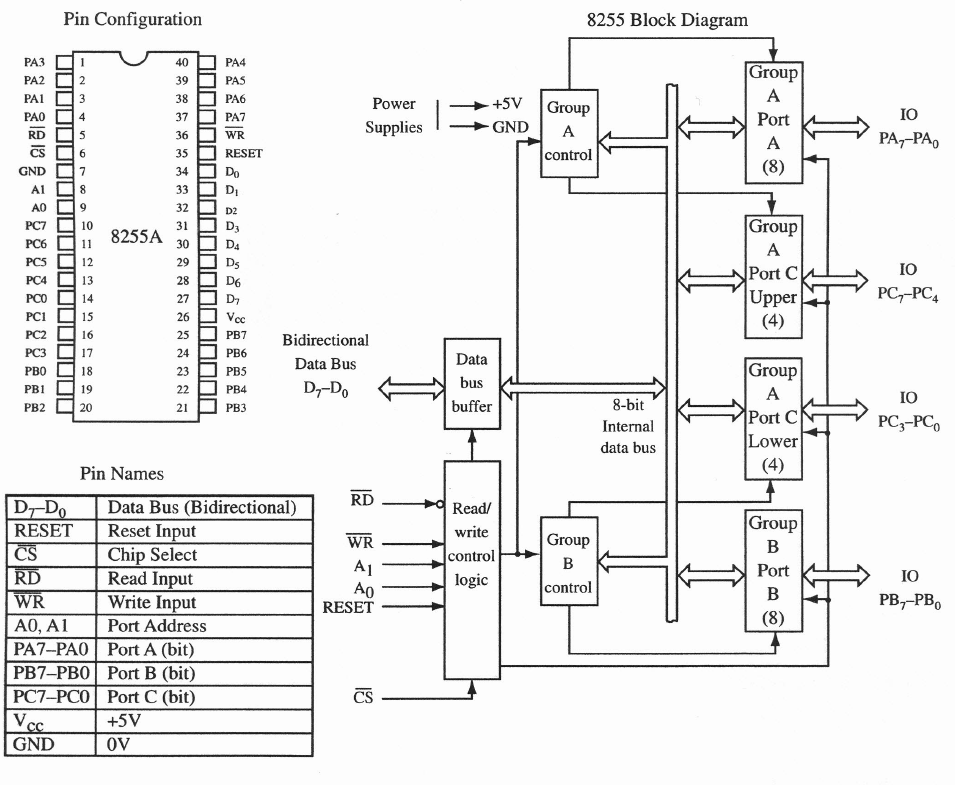 Pin Configuration
PA3 1 40 PA4
PA2 2 39 PA5
PA1 3 38 PA6
PA0 4 37 PA7
R̅D̅ 5 36 W̅R̅
C̅S̅ 6 35 RESET
GND 7 34 D₀
A1 8 33 D₁
A0 9 32 D2
PC7 10 31 D₃
PC6 11 30 D₄
PC5 12 29 D₅
PC4 13 28 D₆
PC0 14 27 D₇
PC1 15 26 Vcc
PC2 16 25 PB7
PC3 17 24 PB6
PB0 18 23 PB5
PB1 19 22 PB4
PB2 20 21 PB3
8255A
Pin Names
D₇–D₀ Data Bus (Bidirectional)
RESET Reset Input
C̅S̅ Chip Select
R̅D̅ Read Input
W̅R̅ Write Input
A0, A1 Port Address
PA7–PA0 Port A (bit)
PB7–PB0 Port B (bit)
PC7–PC0 Port C (bit)
Vcc +5V
GND 0V
8255 Block Diagram
Power
Supplies
+5V
GND
Group
A
control
Group
A
Port
A
(8)
IO
PA₇–PA₀
Group
A
Port C
Upper
(4)
IO
PC₇–PC₄
Bidirectional
Data Bus
D₇–D₀
Data
bus
buffer
8-bit
Internal
data bus
Group
A
Port C
Lower
(4)
IO
PC₃–PC₀
R̅D̅
W̅R̅
A₁
A₀
RESET
C̅S̅
Read/
write
control
logic
Group
B
control
Group
B
Port
B
(8)
IO
PB₇–PB₀